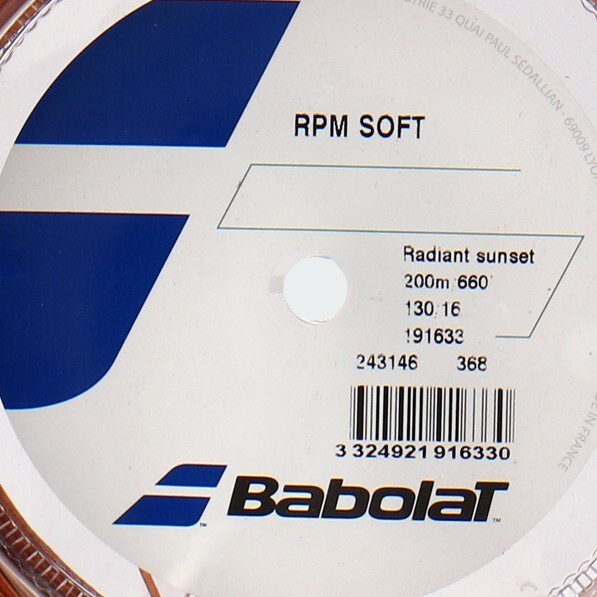 TRIE 33 QUAI PAUL SÉDALLIAN - 69009 LYON
RPM SOFT
Radiant sunset
200m/660'
130/16
191633
243146 368
3 324921 916330
IN FRANCE
BabolaT